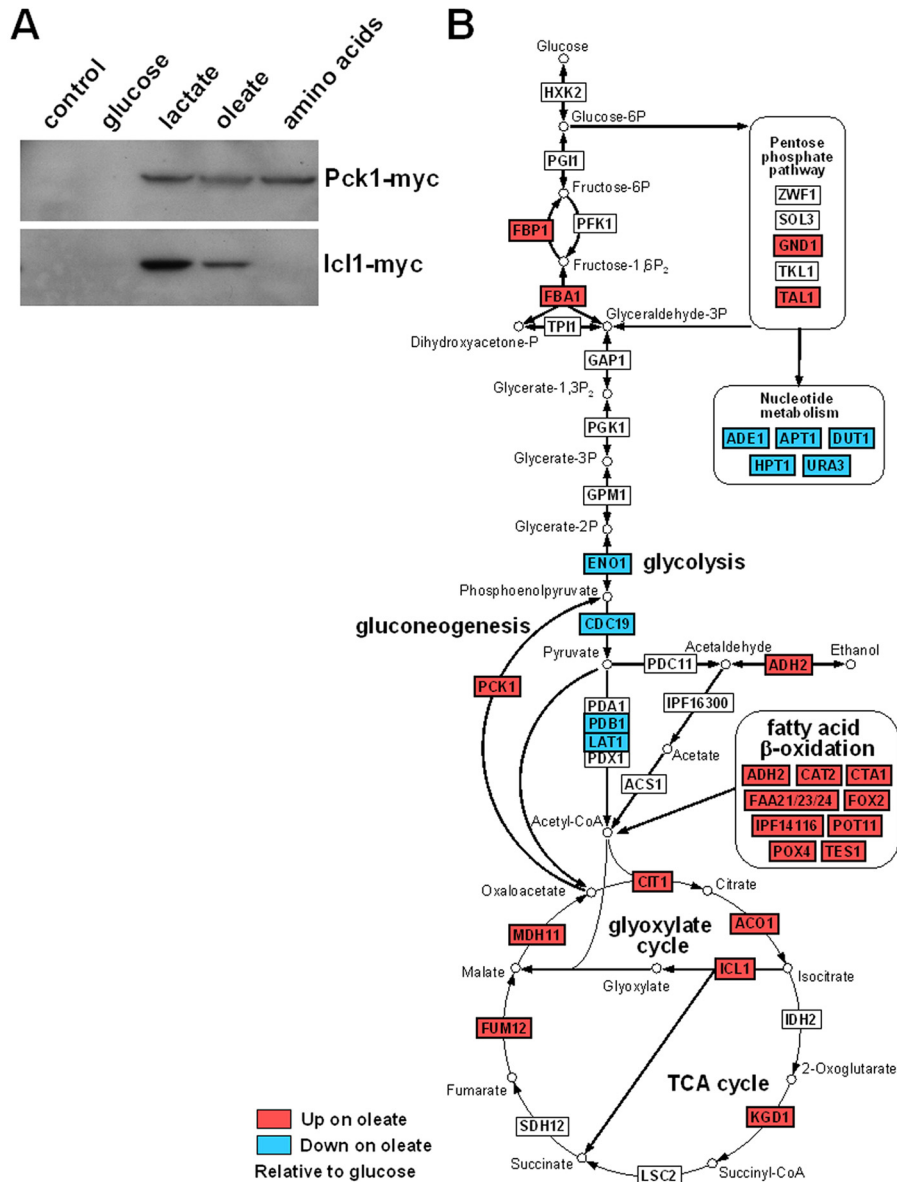 A
control
glucose
lactate
oleate
amino acids
Pck1-myc
Icl1-myc
B
Glucose
HXK2
Glucose-6P
PGI1
Fructose-6P
FBP1
PFK1
Fructose-1,6P2
FBA1
Glyceraldehyde-3P
TPI1
Dihydroxyacetone-P
GAP1
Glycerate-1,3P2
PGK1
Glycerate-3P
GPM1
Glycerate-2P
ENO1
glycolysis
Phosphoenolpyruvate
gluconeogenesis
CDC19
Pyruvate
PDC11
Acetaldehyde
ADH2
Ethanol
PCK1
PDA1
PDB1
LAT1
PDX1
IPF16300
Acetate
ACS1
Acetyl-CoA
Pentose
phosphate
pathway
ZWF1
SOL3
GND1
TKL1
TAL1
Nucleotide
metabolism
ADE1 APT1 DUT1
HPT1 URA3
fatty acid
β-oxidation
ADH2 CAT2 CTA1
FAA21/23/24 FOX2
IPF14116 POT11
POX4 TES1
Oxaloacetate
CIT1
Citrate
MDH11
glyoxylate
cycle
ACO1
Malate
Glyoxylate
ICL1
Isocitrate
FUM12
IDH2
Fumarate
TCA cycle
2-Oxoglutarate
KGD1
SDH12
Succinate
LSC2
Succinyl-CoA
Up on oleate
Down on oleate
Relative to glucose